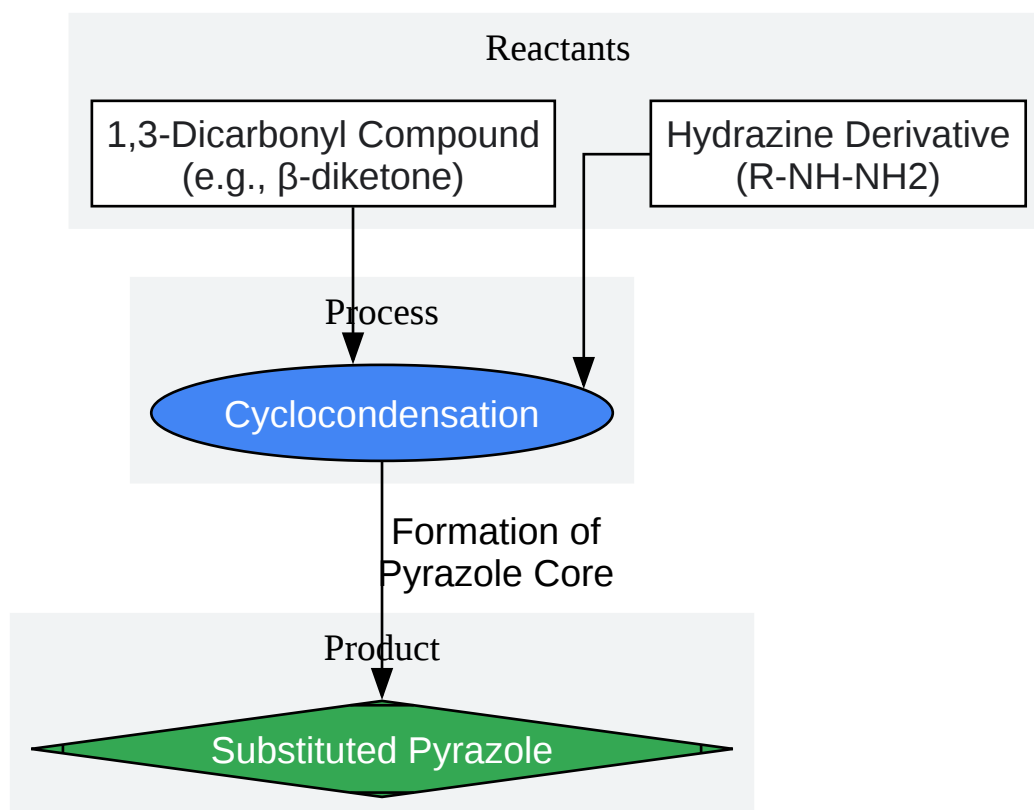 Reactants
1,3-Dicarbonyl Compound
(e.g., β-diketone)
Hydrazine Derivative
(R-NH-NH2)
Process
Cyclocondensation
Formation of
Pyrazole Core
Product
Substituted Pyrazole